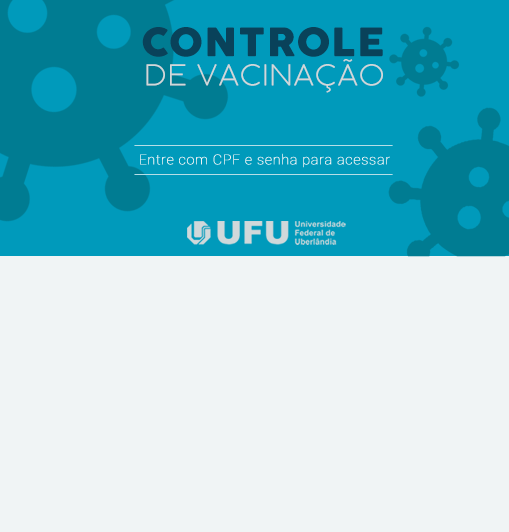 CONTROLE
DE VACINAÇÃO
Entre com CPF e senha para acessar
UFU
Universidade
Federal de
Uberlândia